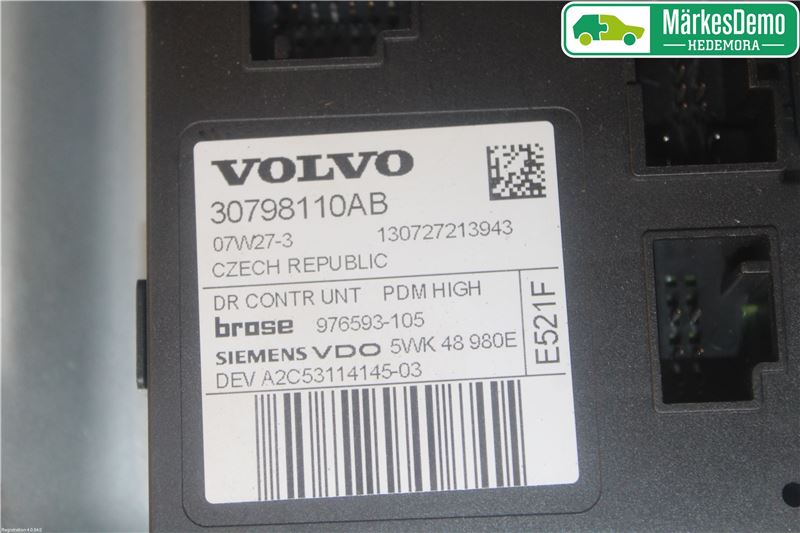 MärkesDemo
HEDEMORA
VOLVO
30798110AB
07W27-3 130727213943
CZECH REPUBLIC
DR CONTR UNT PDM HIGH
brose 976593-105
SIEMENS VDO 5WK 48 980E
DEV A2C53114145-03
E521F